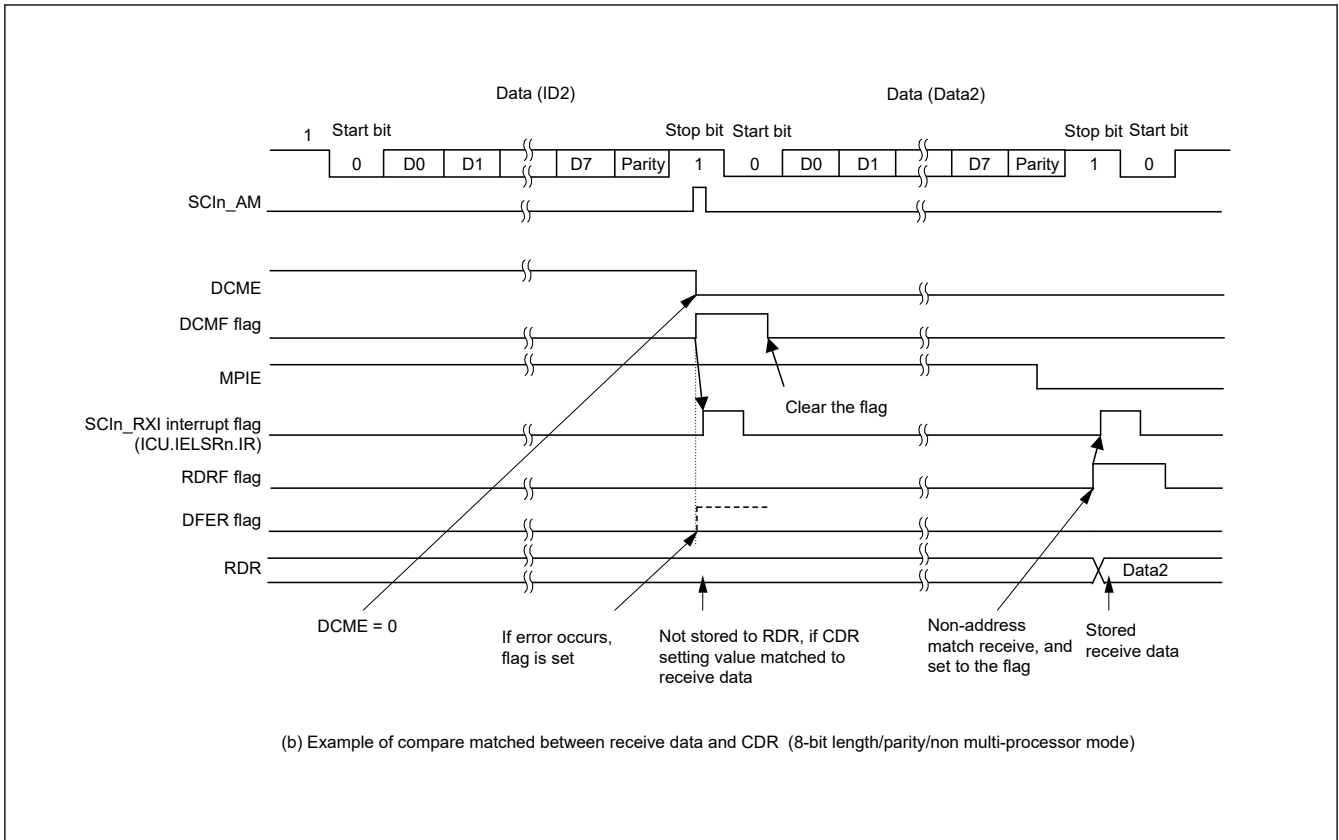 Data (ID2) Data (Data2)
1 Start bit Stop bit Start bit Stop bit Start bit
0 D0 D1 D7 Parity 1 0 D0 D1 D7 Parity 1 0
SCIn_AM
DCME
DCMF flag
MPIE
Clear the flag
SCIn_RXI interrupt flag
(ICU.IELSRn.IR)
RDRF flag
DFER flag
RDR Data2
DCME = 0
If error occurs,
flag is set
Not stored to RDR, if CDR
setting value matched to
receive data
Non-address
match receive, and
set to the flag
Stored
receive data
(b) Example of compare matched between receive data and CDR (8-bit length/parity/non multi-processor mode)